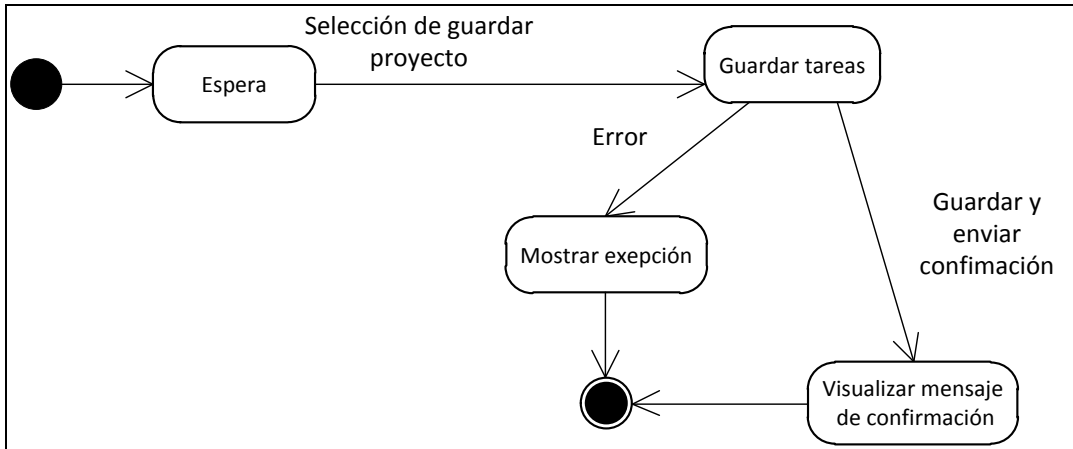 Selección de guardar
proyecto
Espera
Guardar tareas
Error
Mostrar exepción
Guardar y
enviar
confimación
Visualizar mensaje
de confirmación